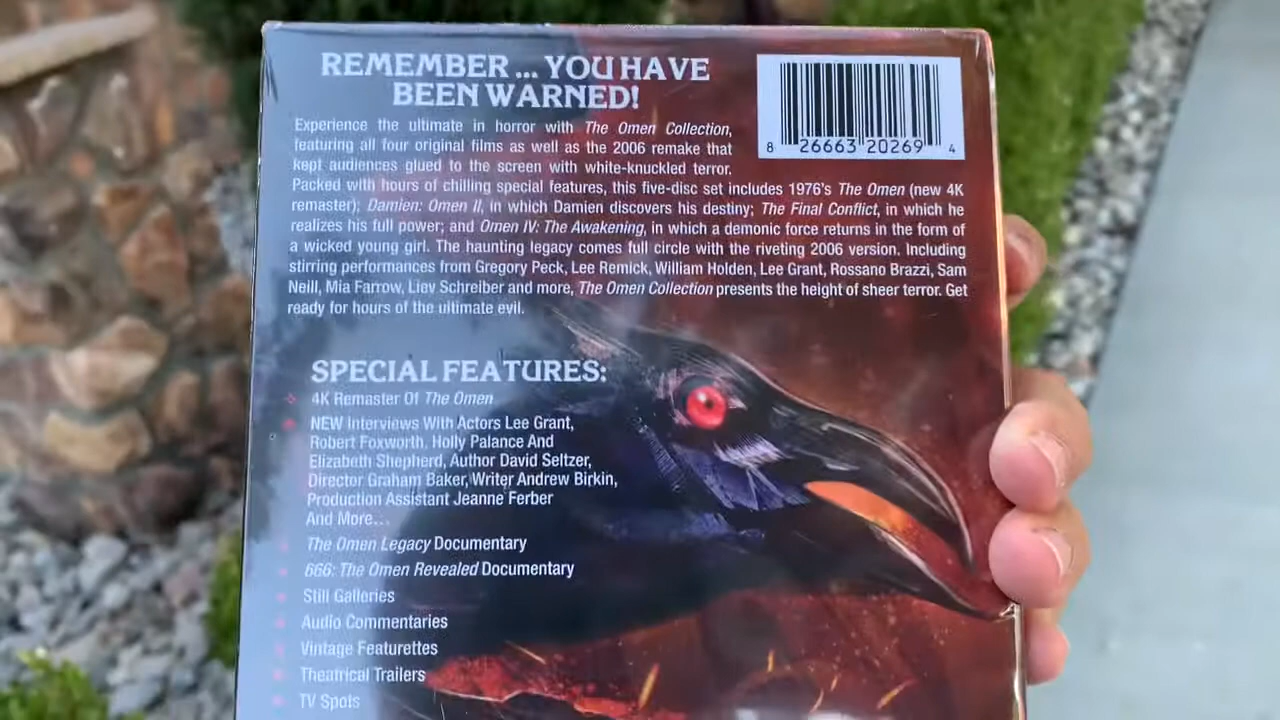 REMEMBER ... YOU HAVE
BEEN WARNED!
8 26663 20269 4
Experience the ultimate in horror with The Omen Collection,
featuring all four original films as well as the 2006 remake that
kept audiences glued to the screen with white-knuckled terror.
Packed with hours of chilling special features, this five-disc set includes 1976's The Omen (new 4K
remaster); Damien: Omen II, in which Damien discovers his destiny; The Final Conflict, in which he
realizes his full power; and Omen IV: The Awakening, in which a demonic force returns in the form of
a wicked young girl. The haunting legacy comes full circle with the riveting 2006 version. Including
stirring performances from Gregory Peck, Lee Remick, William Holden, Lee Grant, Rossano Brazzi, Sam
Neill, Mia Farrow, Liev Schreiber and more, The Omen Collection presents the height of sheer terror. Get
ready for hours of the ultimate evil.
SPECIAL FEATURES:
4K Remaster Of The Omen
NEW Interviews With Actors Lee Grant,
Robert Foxworth, Holly Palance And
Elizabeth Shepherd, Author David Seltzer,
Director Graham Baker, Writer Andrew Birkin,
Production Assistant Jeanne Ferber
And More...
The Omen Legacy Documentary
666: The Omen Revealed Documentary
Still Galleries
Audio Commentaries
Vintage Featurettes
Theatrical Trailers
TV Spots